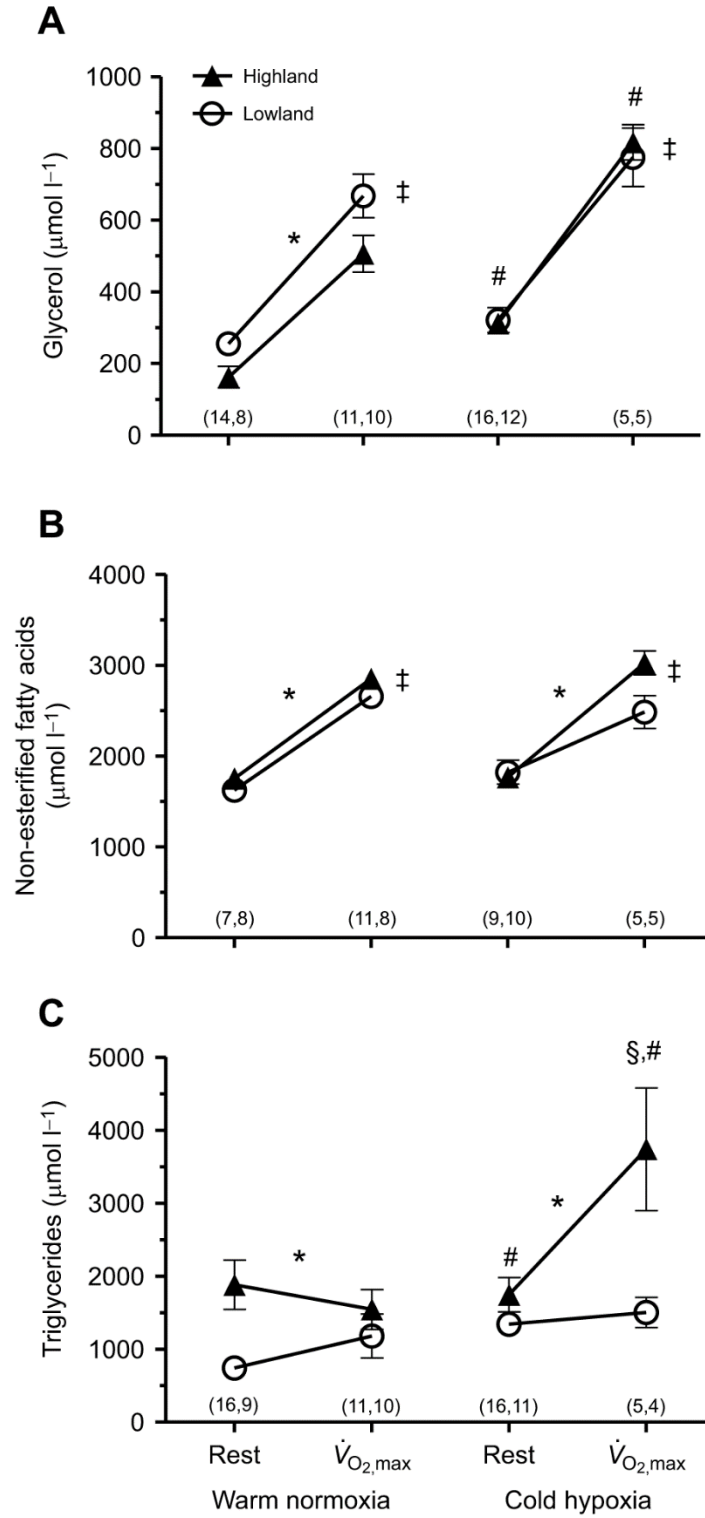 A
1000
Highland
Lowland
#
800
‡
‡
600
*
#
400
200
0
(14,8)
(11,10)
(16,12)
(5,5)
Glycerol (μmol l⁻¹)
B
4000
3000
‡
‡
*
*
2000
1000
0
(7,8)
(11,8)
(9,10)
(5,5)
Non-esterified fatty acids
(μmol l⁻¹)
C
5000
§,#
4000
3000
*
*
#
2000
1000
0
(16,9)
(11,10)
(16,11)
(5,4)
Triglycerides (μmol l⁻¹)
Rest
V̇O₂,max
Rest
V̇O₂,max
Warm normoxia
Cold hypoxia